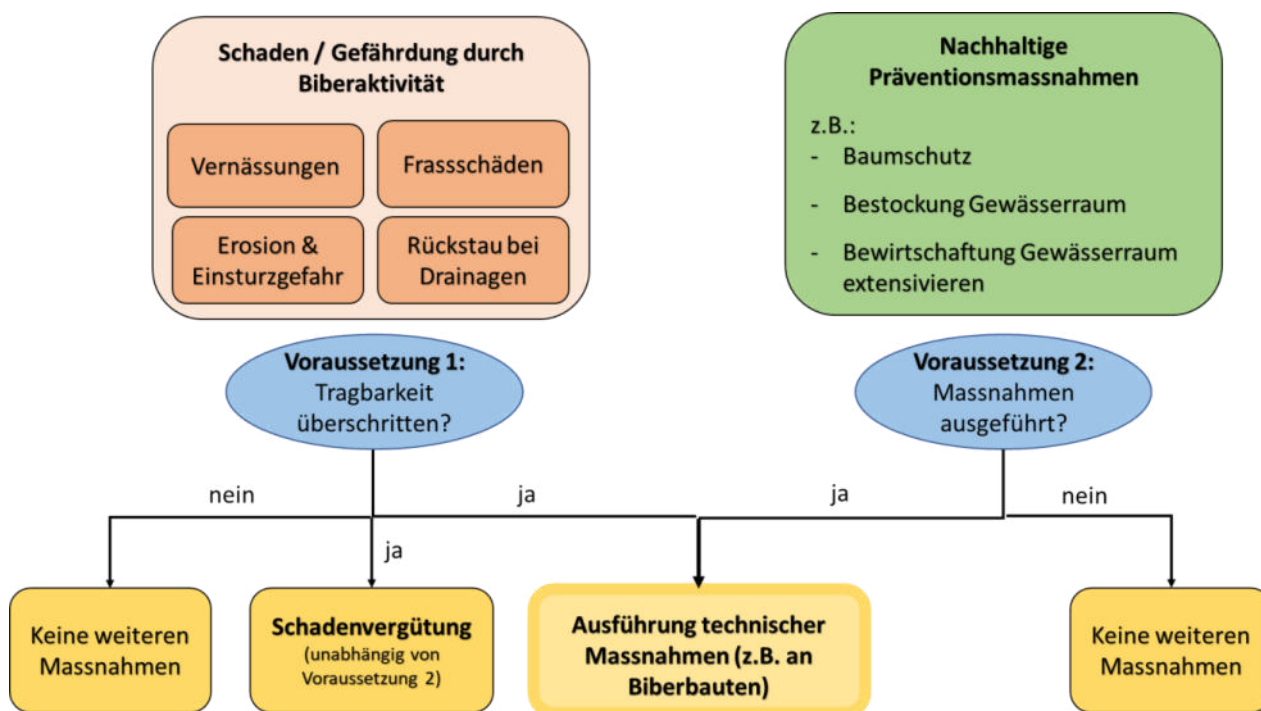 Schaden / Gefährdung durch
Biberaktivität
Vernässungen
Frassschäden
Erosion &
Einsturzgefahr
Rückstau bei
Drainagen
Nachhaltige
Präventionsmassnahmen
z.B.:
- Baumschutz
- Bestockung Gewässerraum
- Bewirtschaftung Gewässerraum
extensivieren
Voraussetzung 1:
Tragbarkeit
überschritten?
Voraussetzung 2:
Massnahmen
ausgeführt?
nein
ja
ja
nein
ja
Keine weiteren
Massnahmen
Schadenvergütung
(unabhängig von
Voraussetzung 2)
Ausführung technischer
Massnahmen (z.B. an
Biberbauten)
Keine weiteren
Massnahmen